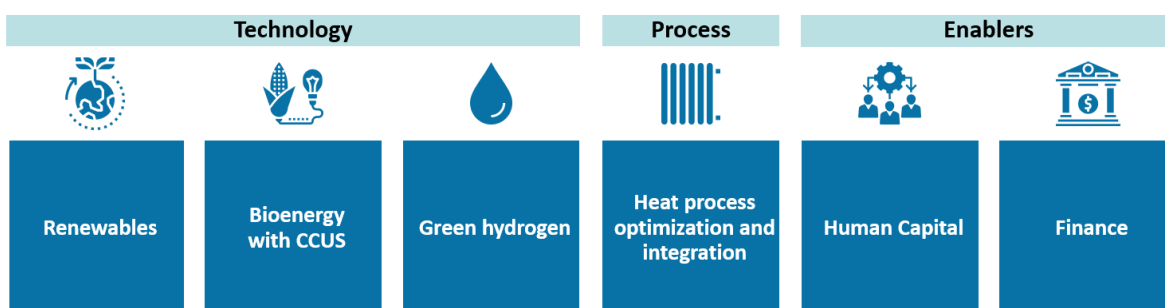 Technology
Process
Enablers
$
Renewables
Bioenergy
with CCUS
Green hydrogen
Heat process
optimization and
integration
Human Capital
Finance